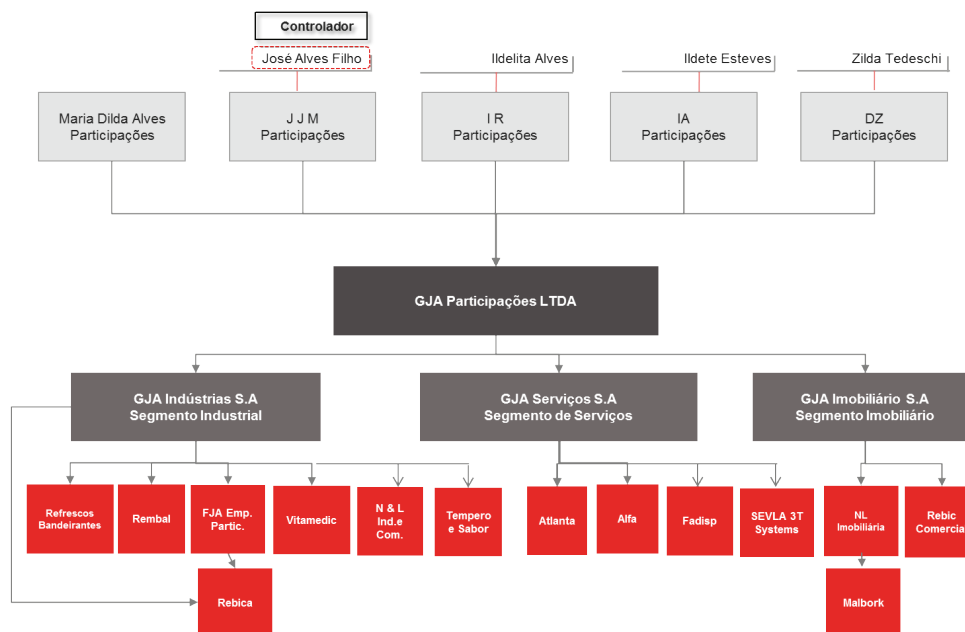 Controlador
José Alves Filho
Ildelita Alves
Ildete Esteves
Zilda Tedeschi
Maria Dilda Alves
Participações
J J M
Participações
I R
Participações
IA
Participações
DZ
Participações
GJA Participações LTDA
GJA Indústrias S.A
Segmento Industrial
GJA Serviços S.A
Segmento de Serviços
GJA Imobiliário S.A
Segmento Imobiliário
Refrescos
Bandeirantes
Rembal
FJA Emp.
Partic.
Vitamedic
N & L
Ind.e
Com.
Tempero
e Sabor
Atlanta
Alfa
Fadisp
SEVLA 3T
Systems
NL
Imobiliária
Rebic
Comercial
Rebica
Malbork